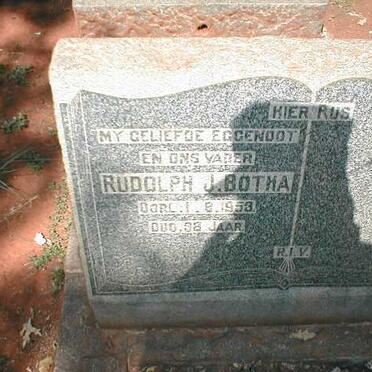 HIER RUS
MY GELIEFDE EGGENOOT
EN ONS VADER
RUDOLPH J. BOTHA
OORL. 1.8.1958
OUD. 98 JAAR
R.I.V.